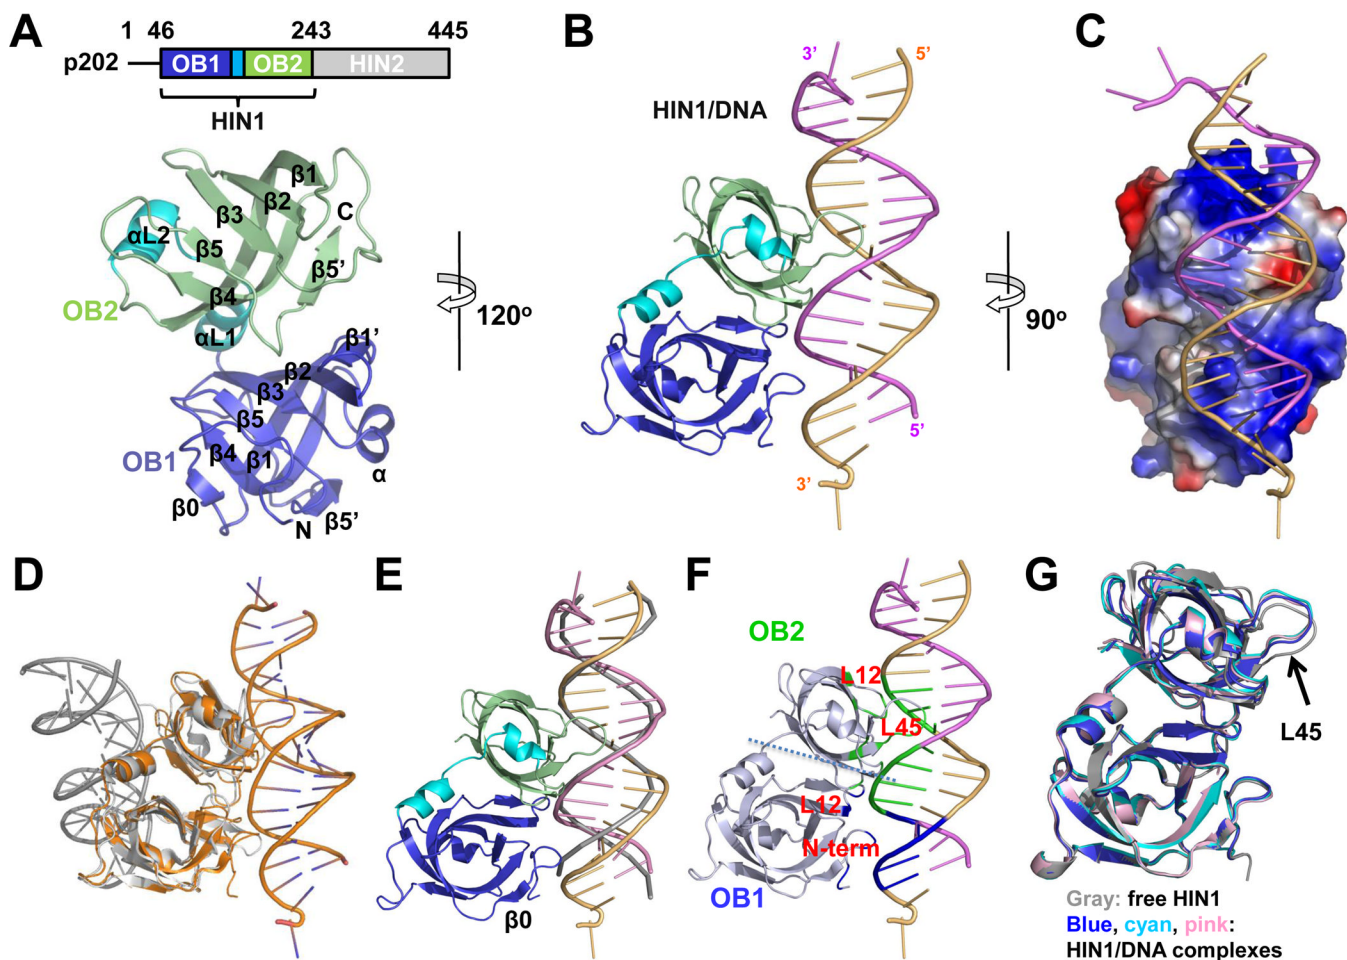 A
1 46 243 445
p202 OB1 OB2 HIN2
HIN1
β1
β2
β3
C
αL2
β5
β5’
β4
OB2
αL1
β1’
β2
β3
β5
OB1
β4
β1
α
β0
N
β5’
120º
B
3’
5’
HIN1/DNA
5’
3’
90º
C
D
E
β0
F
OB2
L12
L45
L12
N-term
OB1
G
L45
Gray: free HIN1
Blue, cyan, pink:
HIN1/DNA complexes